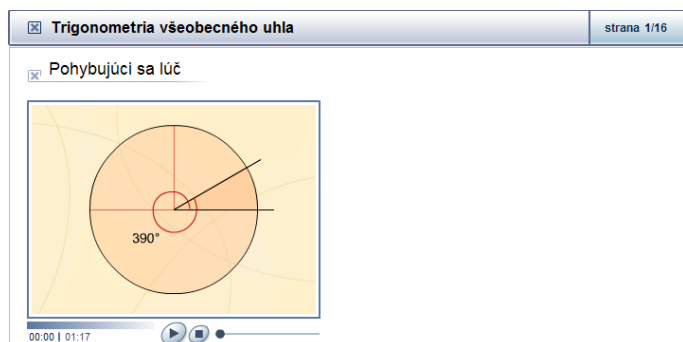 Trigonometria všeobecného uhla
strana 1/16
Pohybujúci sa lúč
390°
00:00 | 01:17